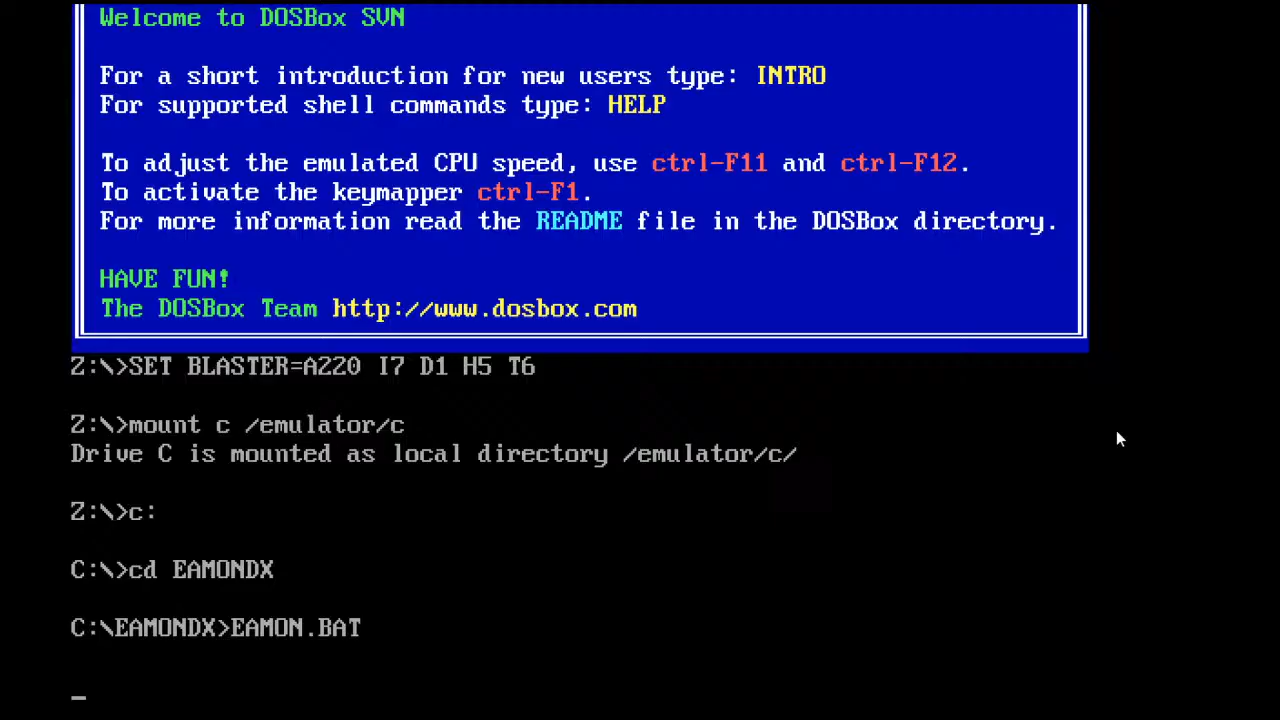 Welcome to DOSBox SVN
For a short introduction for new users type: INTRO
For supported shell commands type: HELP
To adjust the emulated CPU speed, use ctrl-F11 and ctrl-F12.
To activate the keymapper ctrl-F1.
For more information read the README file in the DOSBox directory.
HAVE FUN!
The DOSBox Team http://www.dosbox.com
Z:\>SET BLASTER=A220 I7 D1 H5 T6
Z:\>mount c /emulator/c
Drive C is mounted as local directory /emulator/c/
Z:\>c:
C:\>cd EAMONDX
C:\EAMONDX>EAMON.BAT